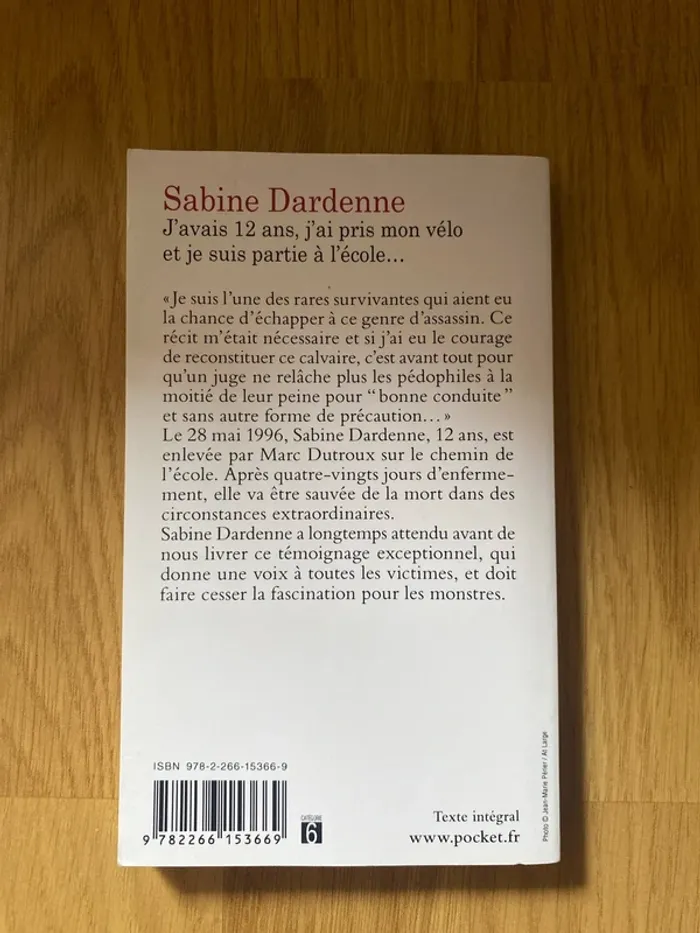 Sabine Dardenne
J'avais 12 ans, j'ai pris mon vélo
et je suis partie à l'école...
«Je suis l'une des rares survivantes qui aient eu
la chance d'échapper à ce genre d'assassin. Ce
récit m'était nécessaire et si j'ai eu le courage
de reconstituer ce calvaire, c'est avant tout pour
qu'un juge ne relâche plus les pédophiles à la
moitié de leur peine pour “bonne conduite”
et sans autre forme de précaution...»
Le 28 mai 1996, Sabine Dardenne, 12 ans, est
enlevée par Marc Dutroux sur le chemin de
l'école. Après quatre-vingts jours d'enferme-
ment, elle va être sauvée de la mort dans des
circonstances extraordinaires.
Sabine Dardenne a longtemps attendu avant de
nous livrer ce témoignage exceptionnel, qui
donne une voix à toutes les victimes, et doit
faire cesser la fascination pour les monstres.
ISBN 978-2-266-15366-9
9 782266 153669
CATÉGORIE
6
Texte intégral
www.pocket.fr
Photo © Jean-Marie Périer / At Large